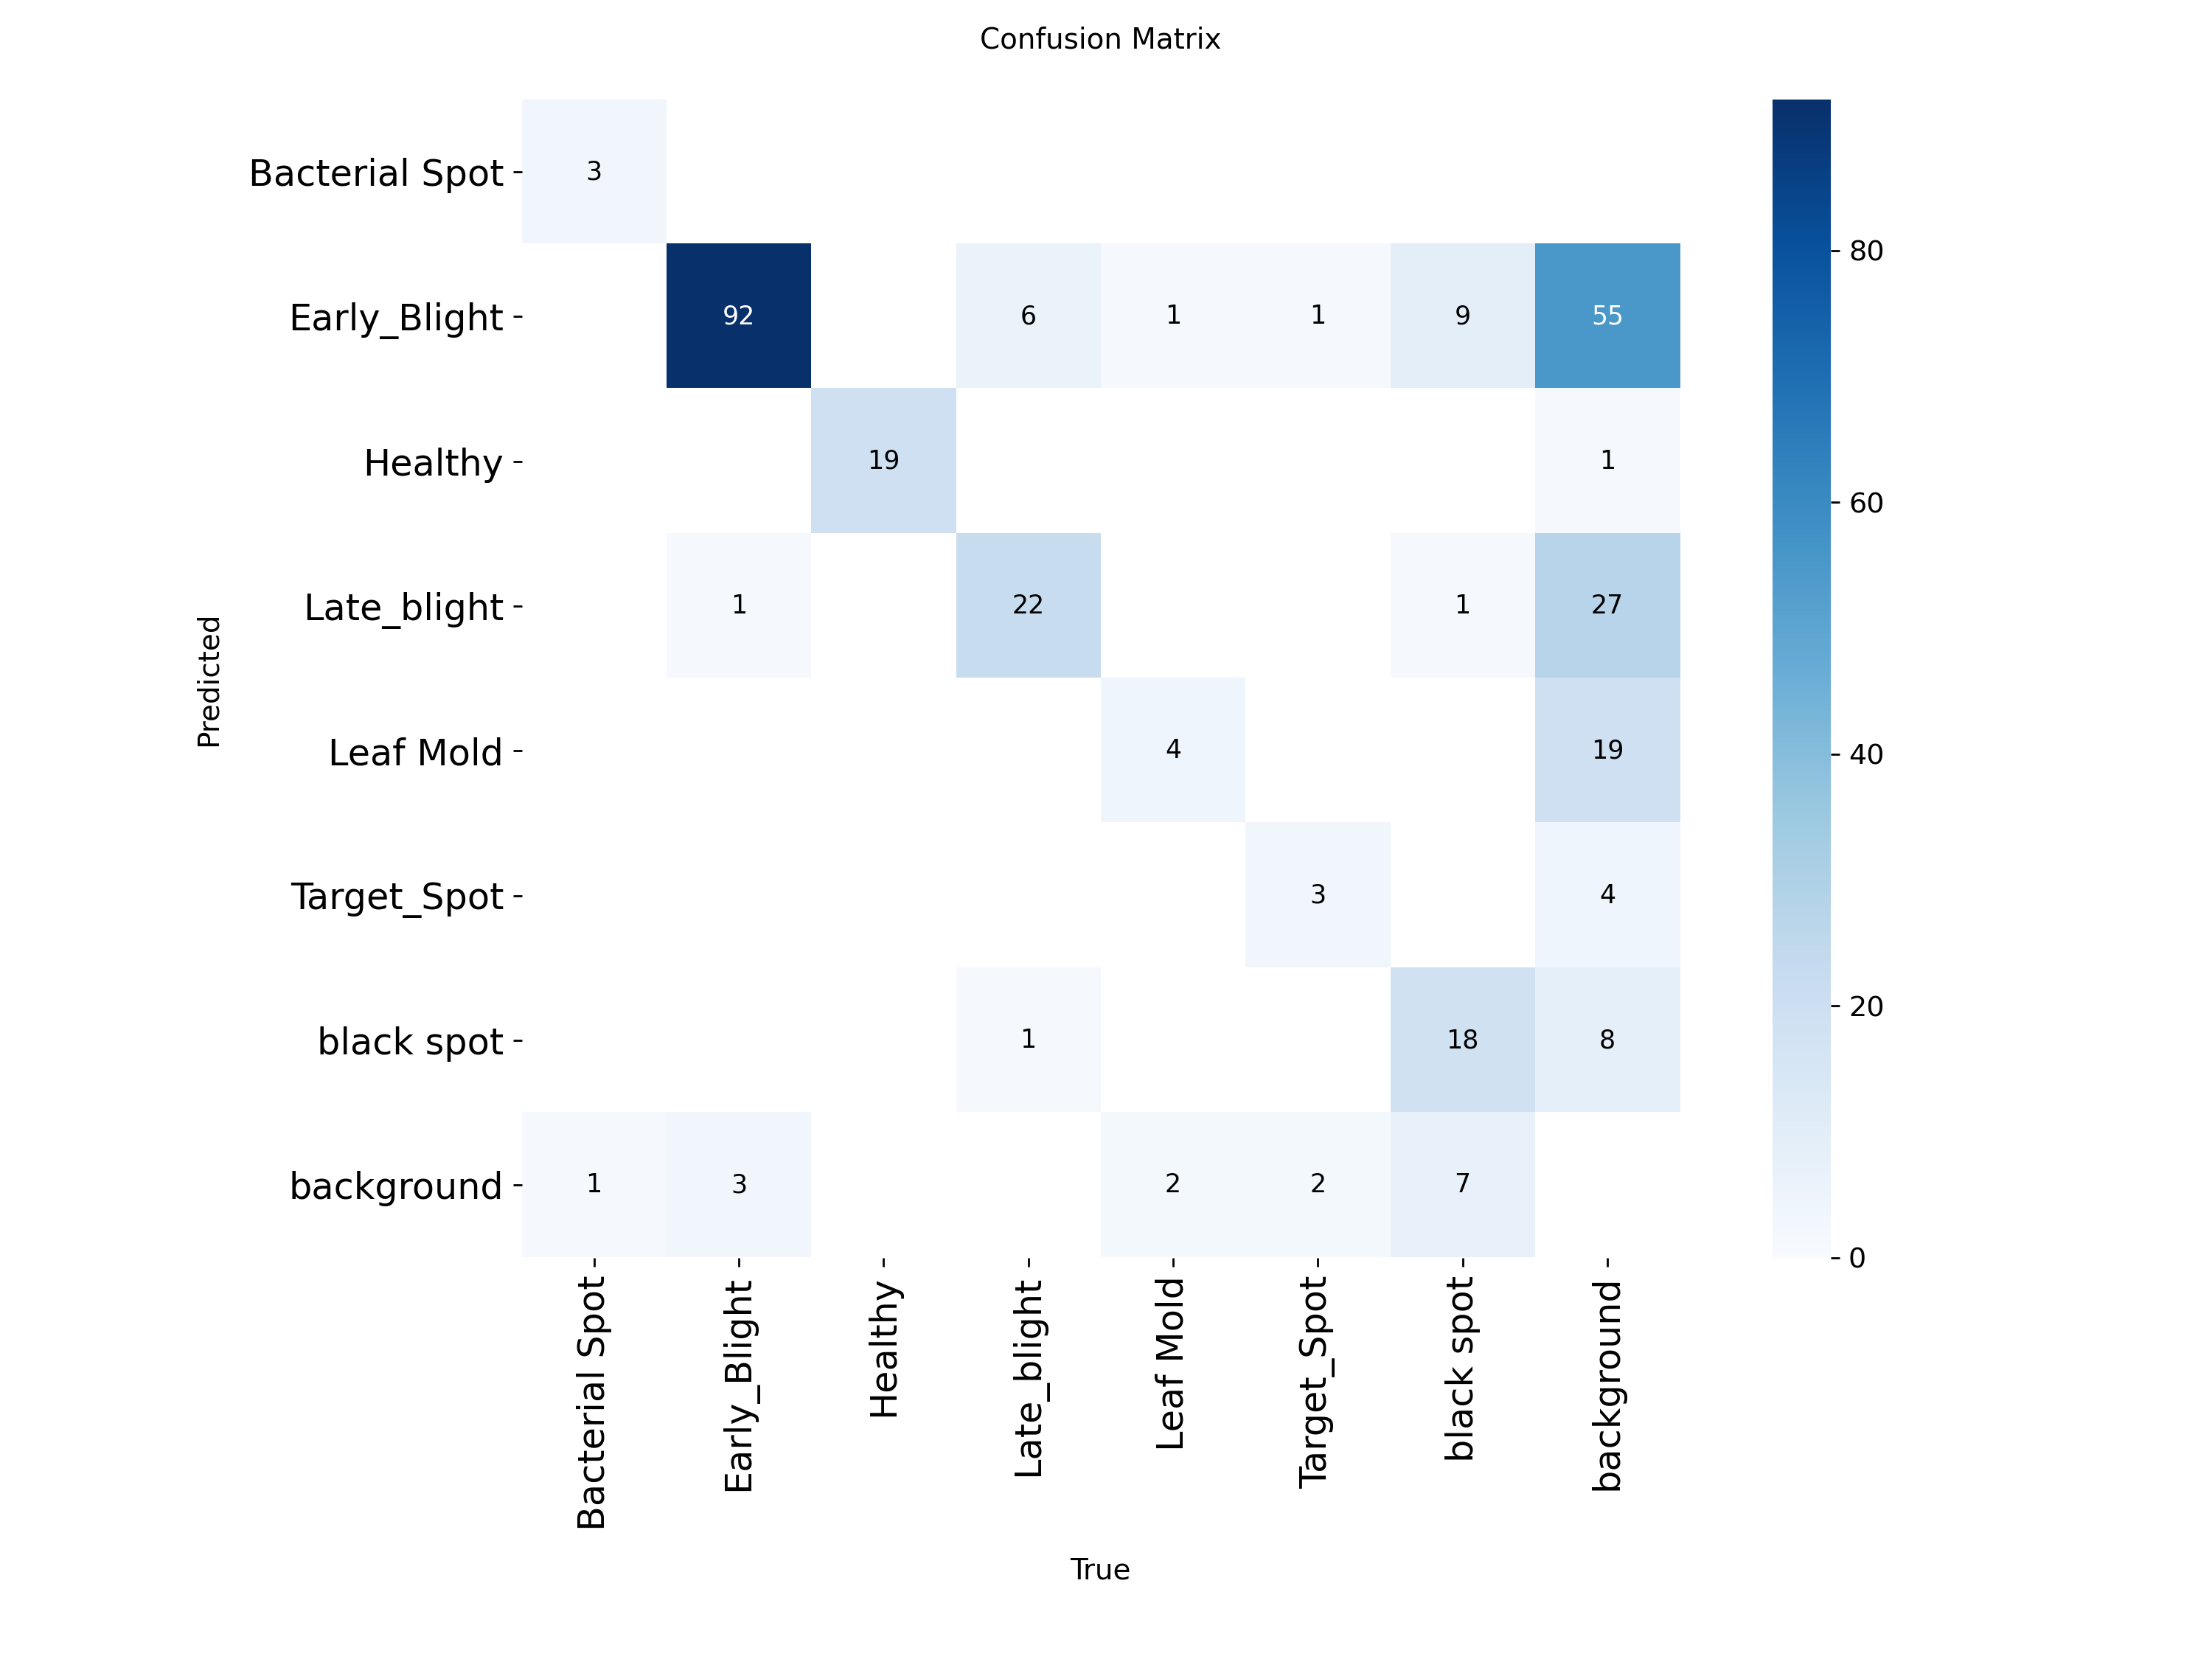 Confusion Matrix
Bacterial Spot 3
Early_Blight 92 6 1 1 9 55
Healthy 19 1
Late_blight 1 22 1 27
Leaf Mold 4 19
Target_Spot 3 4
black spot 1 18 8
background 1 3 2 2 7
Predicted
Bacterial Spot
Early_Blight
Healthy
Late_blight
Leaf Mold
Target_Spot
black spot
background
True
80
60
40
20
0